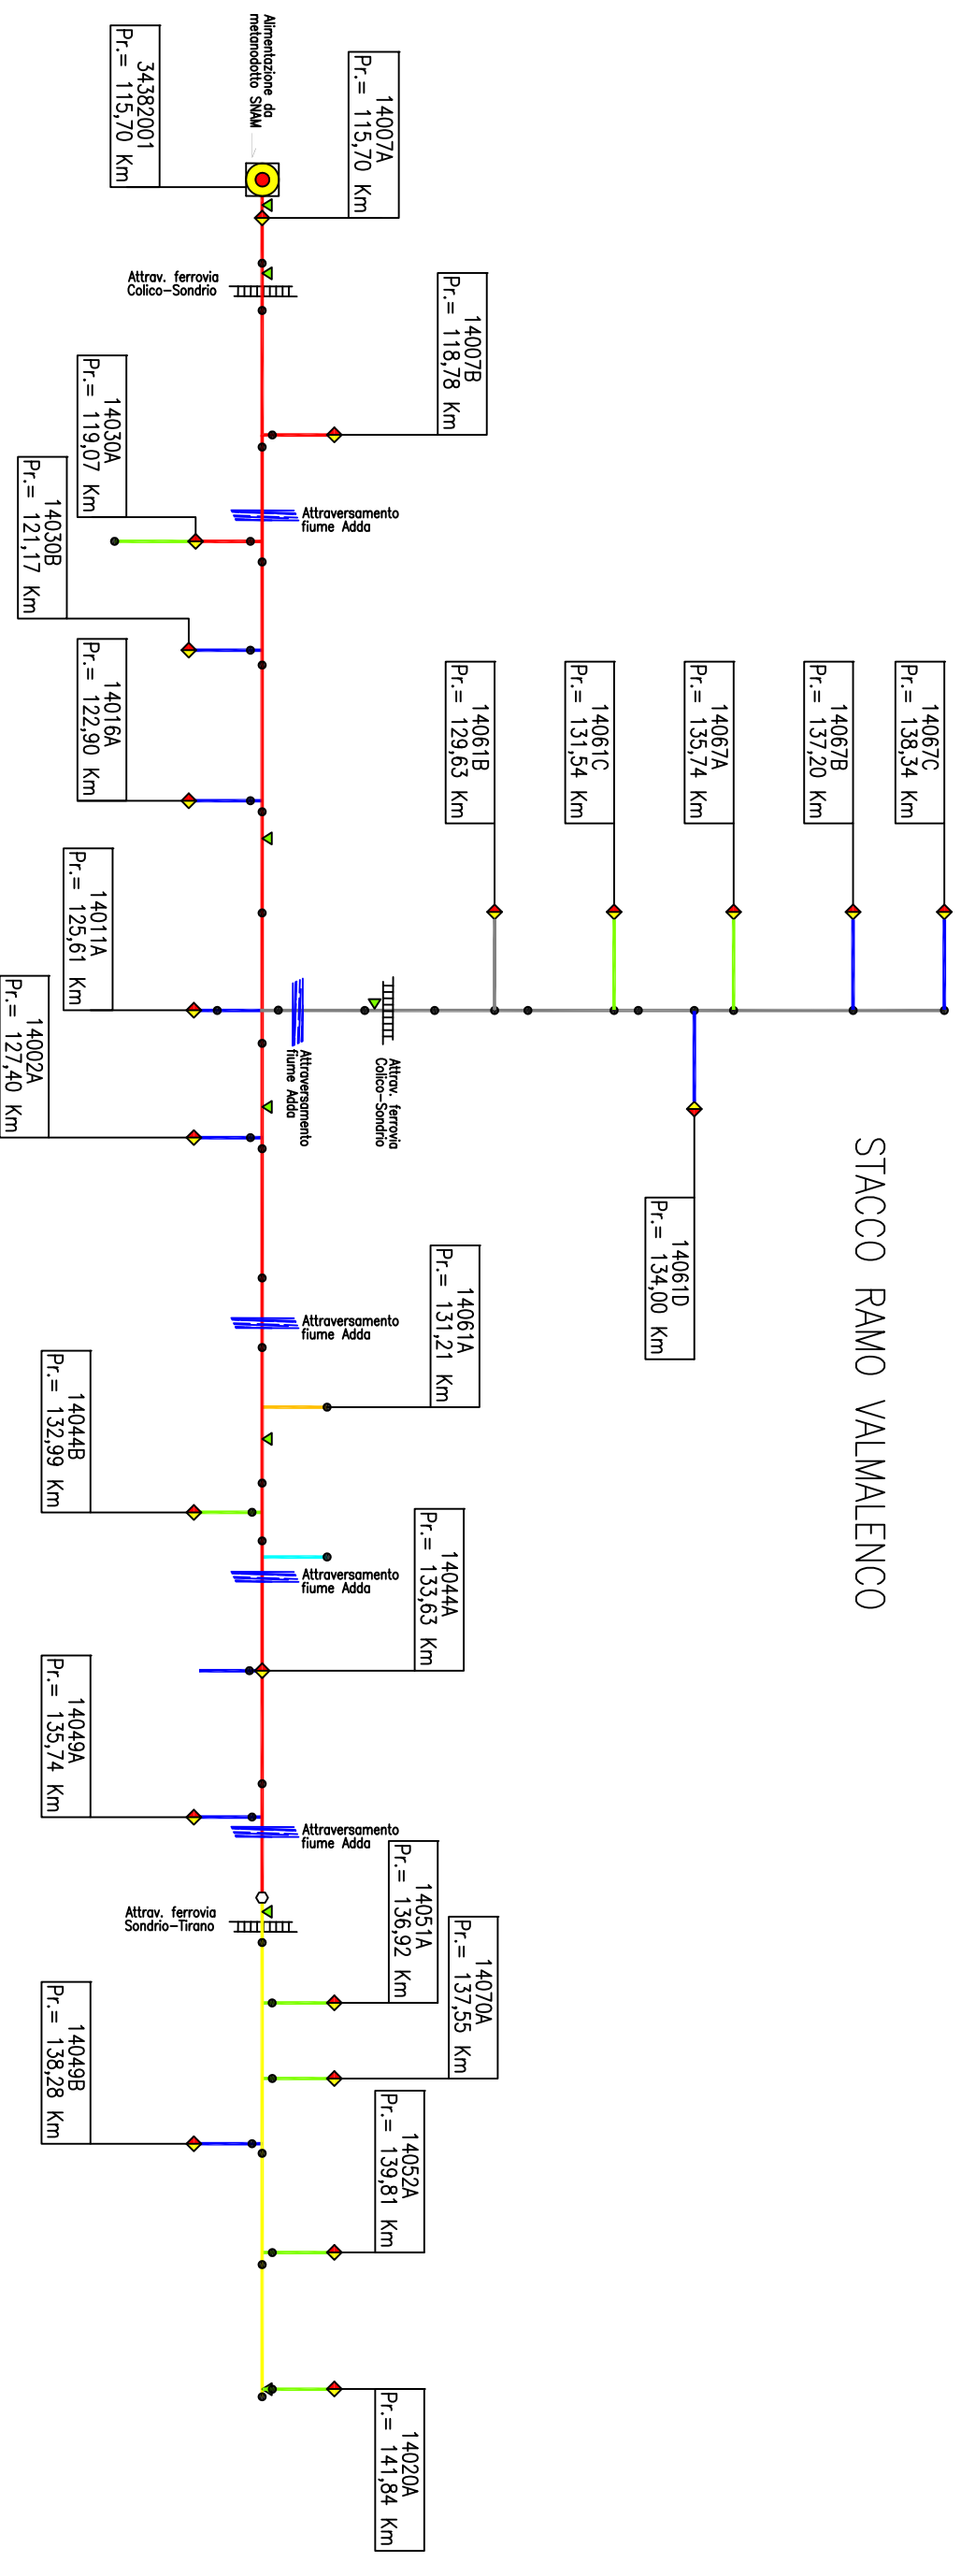 Alimentazione da
metanodotto SNAM
34382001
Pr.= 115,70 Km
14007A
Pr.= 115,70 Km
Attrav. ferrovia
Colico-Sondrio
14007B
Pr.= 118,78 Km
14030A
Pr.= 119,07 Km
14030B
Pr.= 121,17 Km
Attraversamento
fiume Adda
14016A
Pr.= 122,90 Km
14061B
Pr.= 129,63 Km
14061C
Pr.= 131,54 Km
14067A
Pr.= 135,74 Km
14067B
Pr.= 137,20 Km
14067C
Pr.= 138,34 Km
14011A
Pr.= 125,61 Km
14002A
Pr.= 127,40 Km
Attraversamento
fiume Adda
Attrav. ferrovia
Colico-Sondrio
STACCO RAMO VALMALENCO
14061D
Pr.= 134,00 Km
14061A
Pr.= 131,21 Km
Attraversamento
fiume Adda
14044B
Pr.= 132,99 Km
14044A
Pr.= 133,63 Km
Attraversamento
fiume Adda
14049A
Pr.= 135,74 Km
Attraversamento
fiume Adda
14051A
Pr.= 136,92 Km
14070A
Pr.= 137,55 Km
Attrav. ferrovia
Sondrio-Tirano
14049B
Pr.= 138,28 Km
14052A
Pr.= 139,81 Km
14020A
Pr.= 141,84 Km